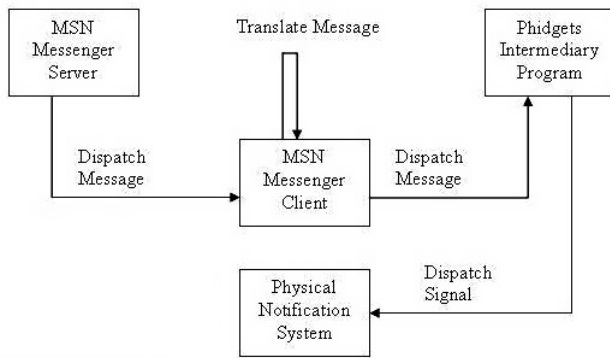 MSN
Messenger
Server
Translate Message
Phidgets
Intermediary
Program
Dispatch
Message
MSN
Messenger
Client
Dispatch
Message
Physical
Notification
System
Dispatch
Signal